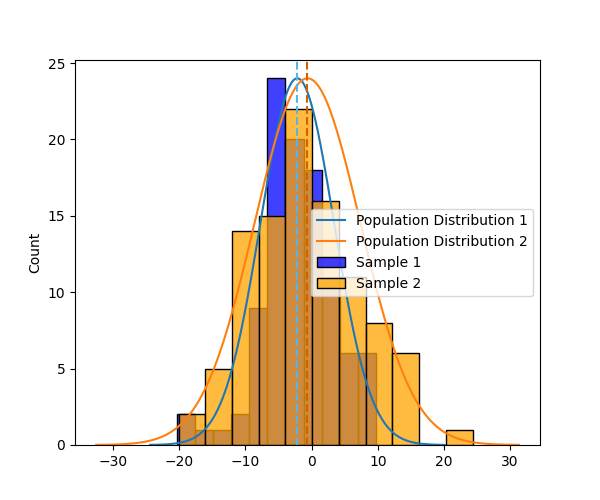 25
20
15
10
5
0
Count
Population Distribution 1
Population Distribution 2
Sample 1
Sample 2
−30
−20
−10
0
10
20
30